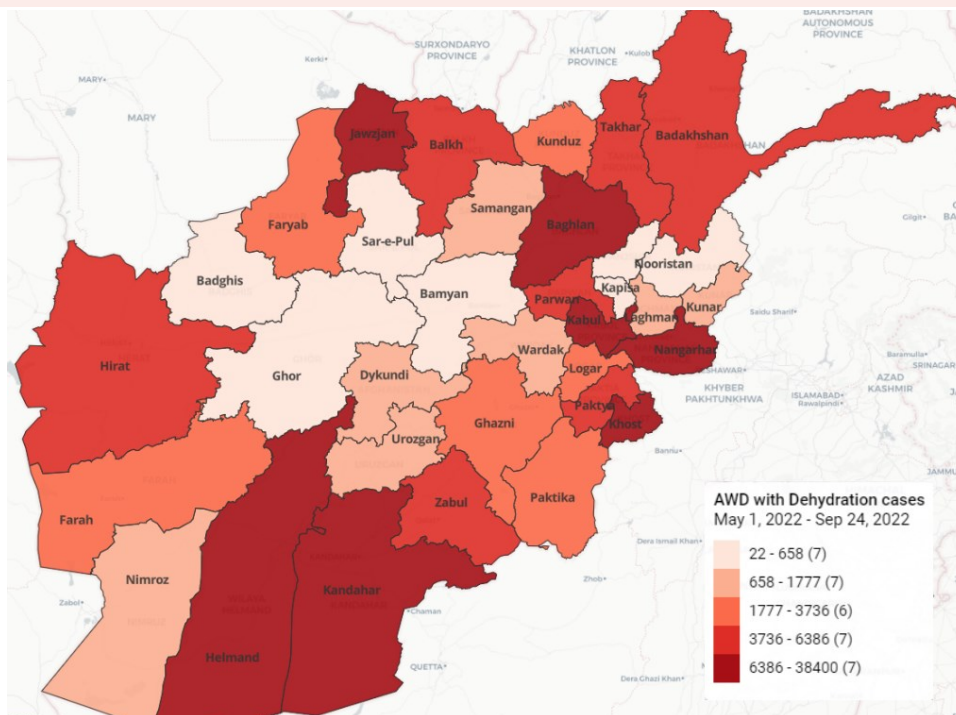 BADAKHSHAN
AUTONOMOUS
PROVINCE
SURXONDARYO
PROVINCE
KHATLON
PROVINCE
Kulob
Kerki
MARY
MARY
Jawzjan
Balkh
Kunduz
Takhar
Badakhshan
Samangan
Baghlan
Faryab
Sar-e-Pul
Gilgit
Nooristan
Badghis
Bamyan
Kapisa
Parwan
Kunar
Kabul
Laghman
Saidu Sharif
Hirat
Wardak
Nangarhar
Baramulla
SRINAGAR
Ghor
Dykundi
Logar
KHYBER
PAKHTUNKHWA
AZAD
KASHMIR
ISLAMABAD
Rawalpindi
Paktya
Khost
Ghazni
Urozgan
Bannu
JAMMU
Zabul
Paktika
Farah
Dera Ismail Khan
Nimroz
Zabol
Zhob
Kandahar
Chaman
Helmand
QUETTA
Dera Ghazi Khan
AWD with Dehydration cases
May 1, 2022 - Sep 24, 2022
22 - 658 (7)
658 - 1777 (7)
1777 - 3736 (6)
3736 - 6386 (7)
6386 - 38400 (7)